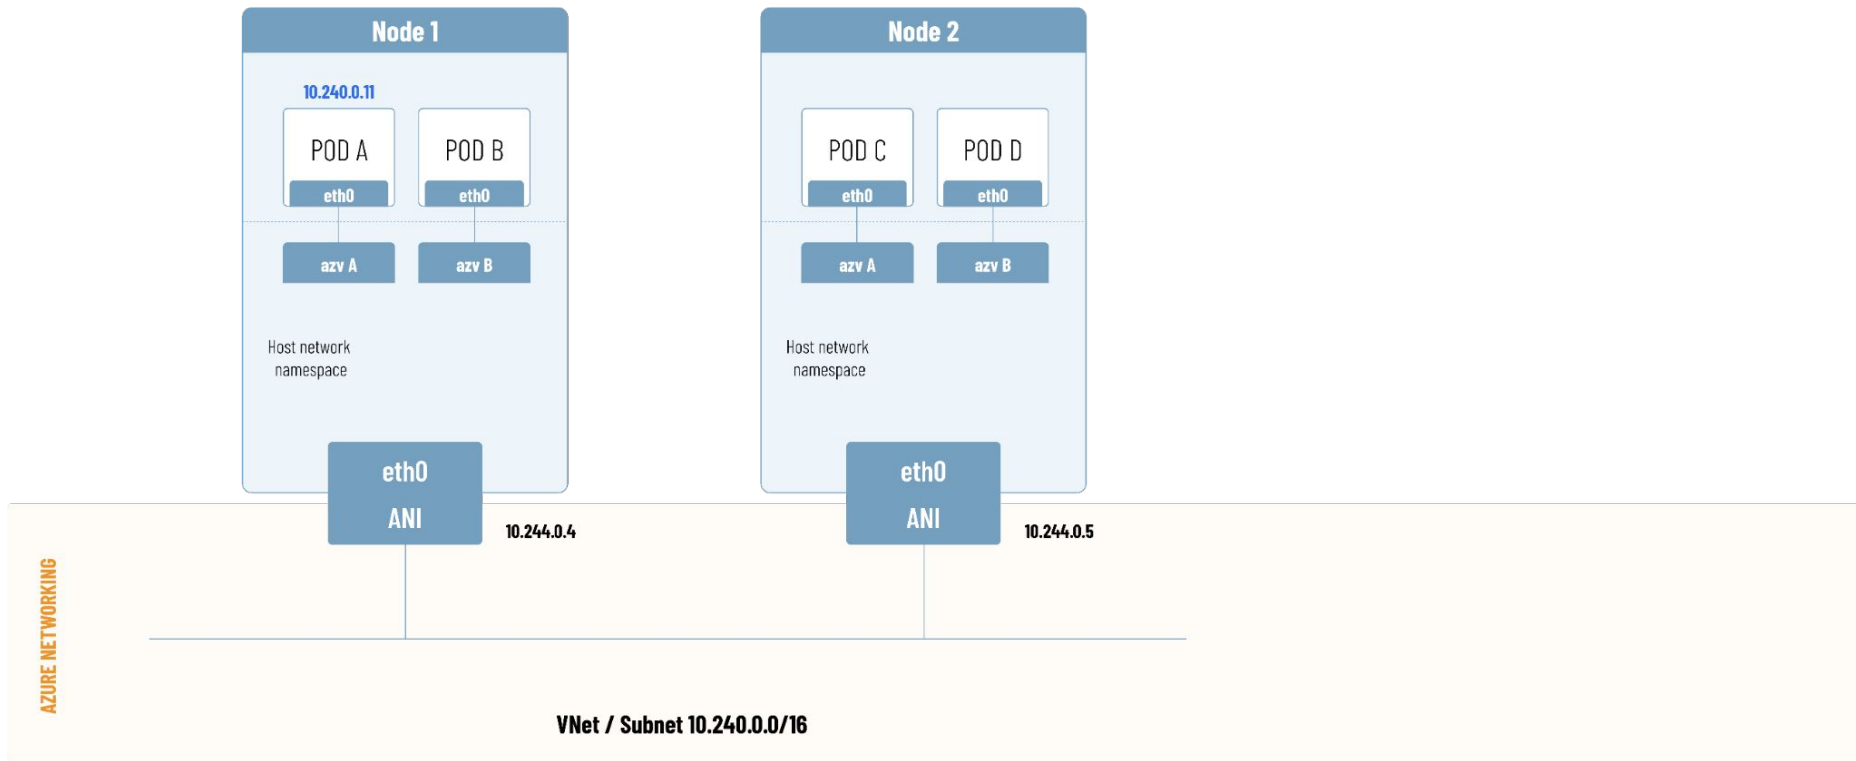 Node 1
10.240.0.11
POD A
eth0
POD B
eth0
azv A
azv B
Host network
namespace
eth0
ANI
10.244.0.4
Node 2
POD C
eth0
POD D
eth0
azv A
azv B
Host network
namespace
eth0
ANI
10.244.0.5
AZURE NETWORKING
VNet / Subnet 10.240.0.0/16